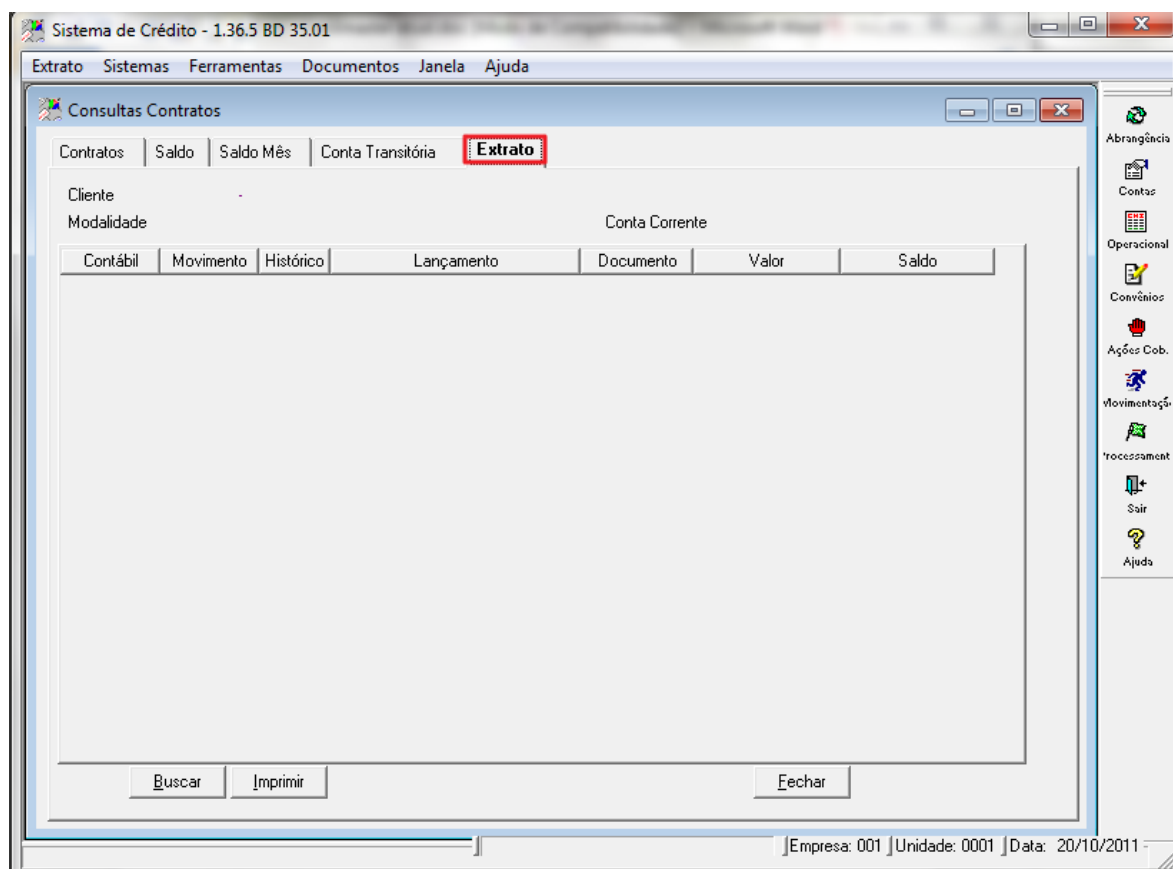 Sistema de Crédito - 1.36.5 BD 35.01
Extrato Sistemas Ferramentas Documentos Janela Ajuda
Consultas Contratos
Contratos Saldo Saldo Mês Conta Transitória Extrato
Cliente -
Modalidade Conta Corrente
Contábil Movimento Histórico Lançamento Documento Valor Saldo
Buscar Imprimir Fechar
Abrangência
Contas
Operacional
Convênios
Ações Cob.
Movimentaçã
Processament
Sair
Ajuda
Empresa: 001 Unidade: 0001 Data: 20/10/2011